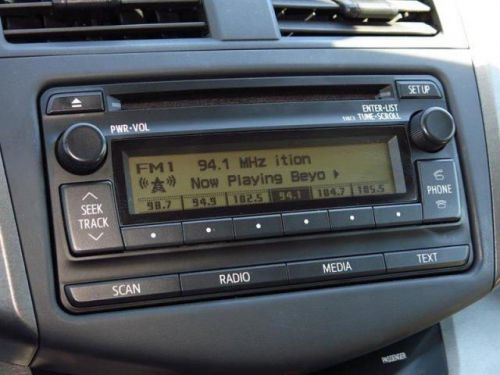 SET UP
PWR•VOL
ENTER•LIST
TUNE•SCROLL
FM1 94.1 MHz ition
Now Playing Beyo
98.7 94.9 102.5 94.1 104.7 105.5
SEEK
TRACK
PHONE
SCAN
RADIO
MEDIA
TEXT
PASSENGER